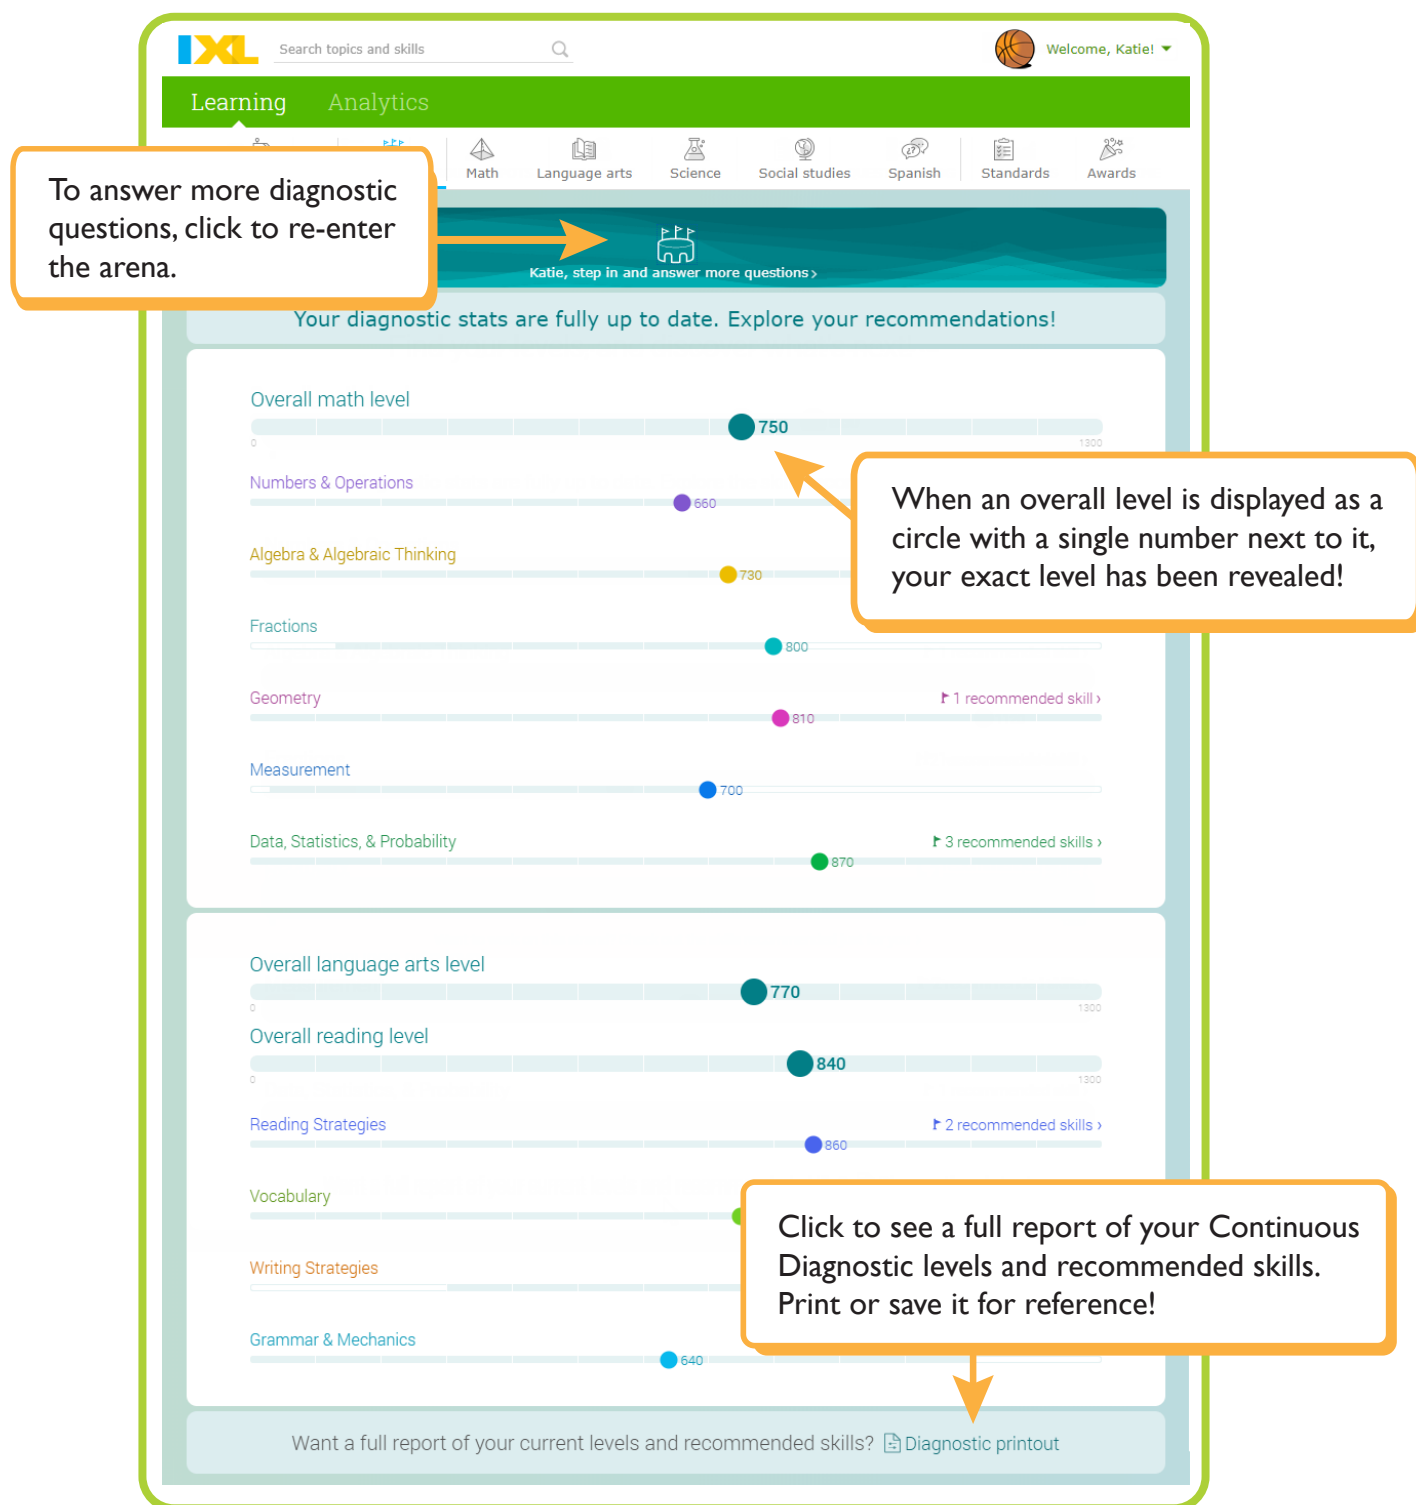 IXL
Search topics and skills
Welcome, Katie!
Learning
Analytics
Math
Language arts
Science
Social studies
Spanish
Standards
Awards
To answer more diagnostic
questions, click to re-enter
the arena.
Katie, step in and answer more questions ›
Your diagnostic stats are fully up to date. Explore your recommendations!
Overall math level
750
0
1300
Numbers & Operations
660
When an overall level is displayed as a
circle with a single number next to it,
your exact level has been revealed!
Algebra & Algebraic Thinking
730
Fractions
800
Geometry
1 recommended skill ›
810
Measurement
700
Data, Statistics, & Probability
3 recommended skills ›
870
Overall language arts level
770
0
1300
Overall reading level
840
0
1300
Reading Strategies
2 recommended skills ›
860
Vocabulary
Click to see a full report of your Continuous
Diagnostic levels and recommended skills.
Print or save it for reference!
Writing Strategies
Grammar & Mechanics
640
Want a full report of your current levels and recommended skills? Diagnostic printout